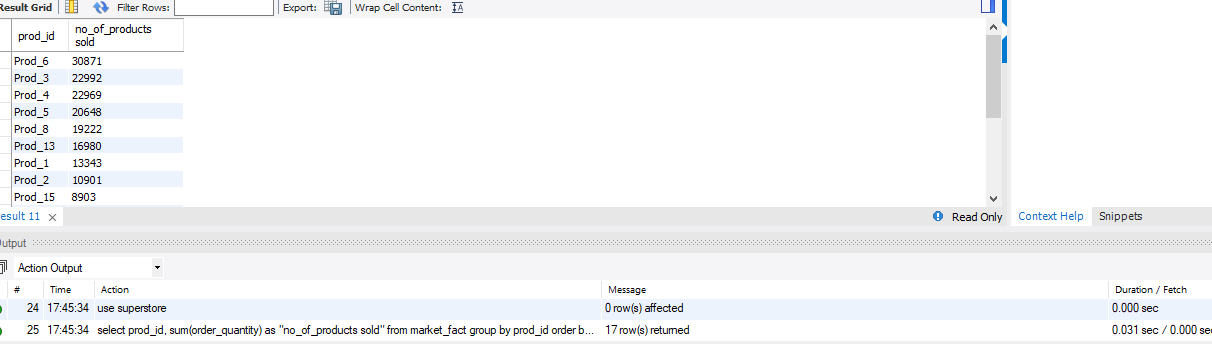 Result Grid Filter Rows: Export: Wrap Cell Content:
prod_id no_of_products sold
Prod_6 30871
Prod_3 22992
Prod_4 22969
Prod_5 20648
Prod_8 19222
Prod_13 16980
Prod_1 13343
Prod_2 10901
Prod_15 8903
esult 11 Read Only Context Help Snippets
Output
Action Output
# Time Action Message Duration / Fetch
24 17:45:34 use superstore 0 row(s) affected 0.000 sec
25 17:45:34 select prod_id, sum(order_quantity) as "no_of_products sold" from market_fact group by prod_id order b... 17 row(s) returned 0.031 sec / 0.000 sec